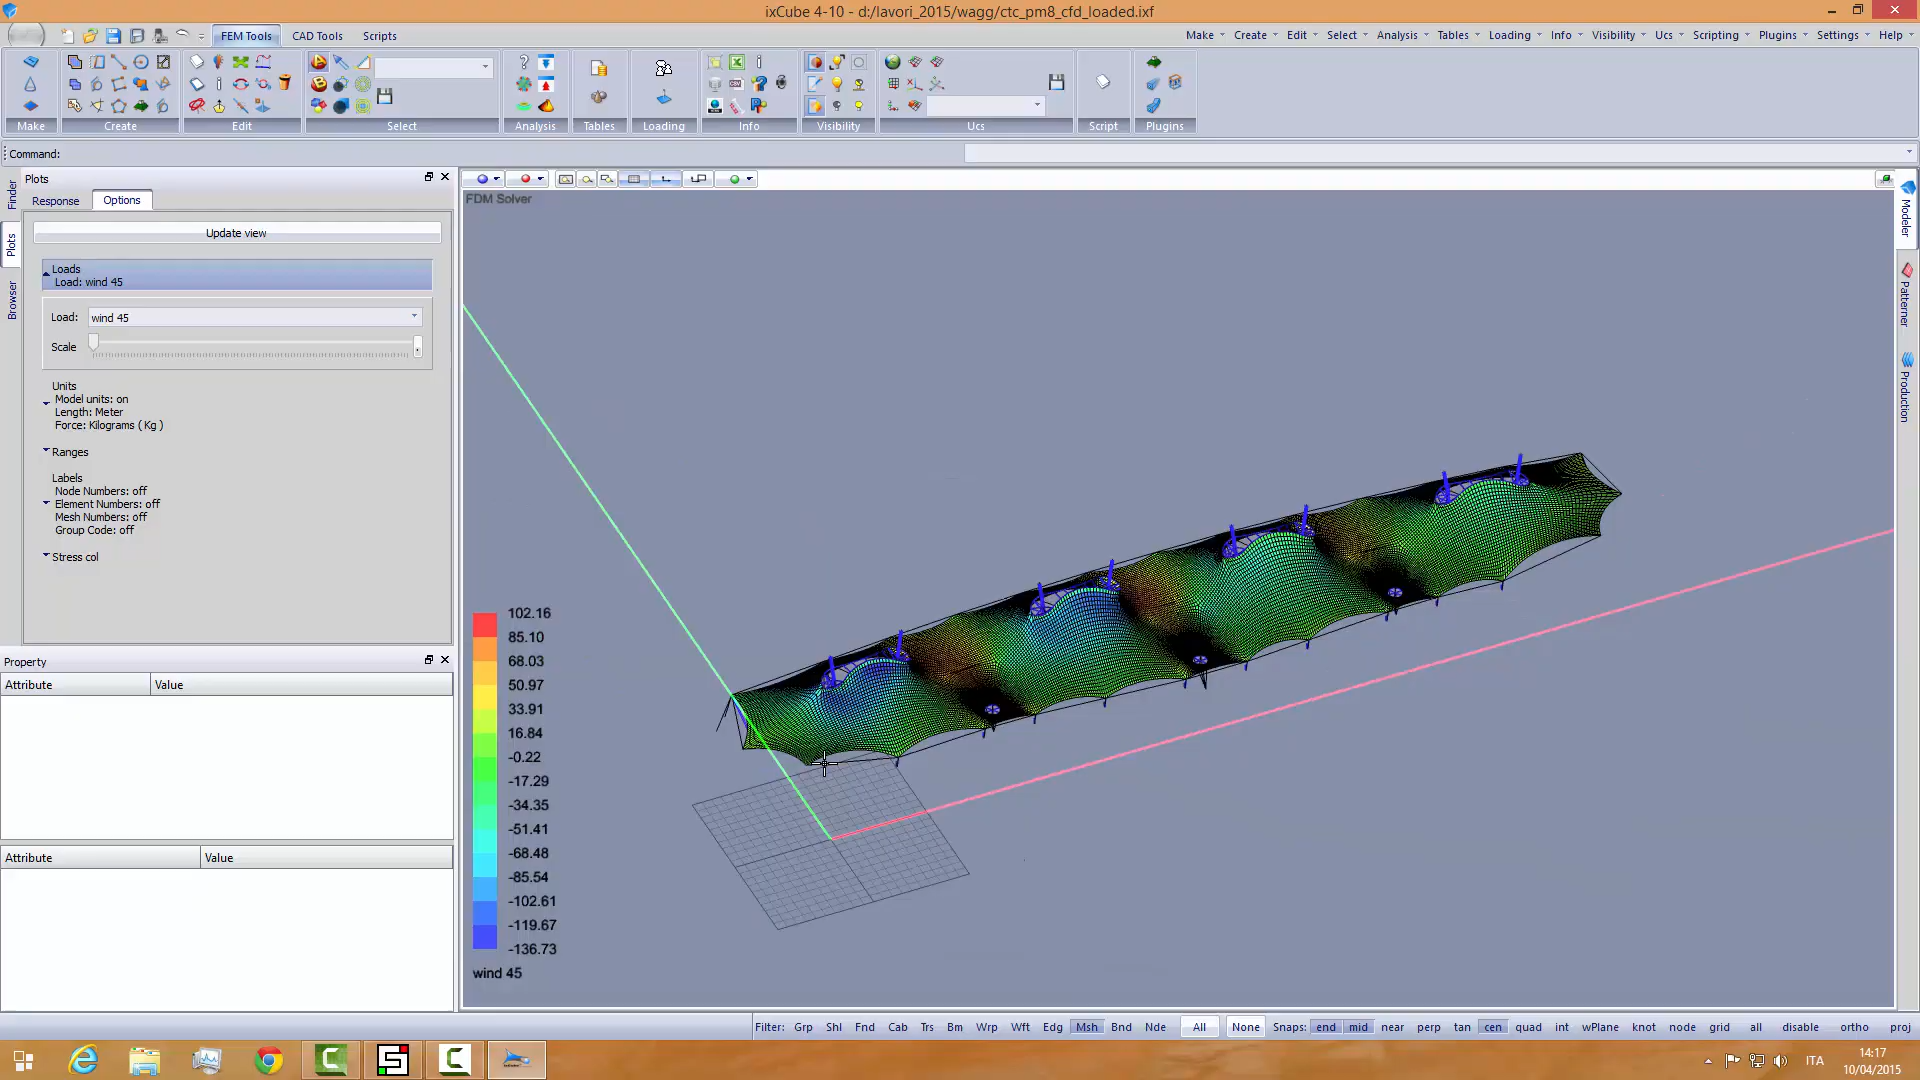 ixCube 4-10 - d:/lavori_2015/wagg/ctc_pm8_cfd_loaded.ixf
FEM Tools CAD Tools Scripts
Make Create Edit Select Analysis Tables Loading Info Visibility Ucs Scripting Plugins Settings Help
Make Create Edit Select Analysis Tables Loading Info Visibility Ucs Script Plugins
Command:
Plots
Response Options
Update view
Loads
Load: wind 45
Load: wind 45
Scale
Units
Model units: on
Length: Meter
Force: Kilograms ( Kg )
Ranges
Labels
Node Numbers: off
Element Numbers: off
Mesh Numbers: off
Group Code: off
Stress col
Finder
Plots
Browser
Property
Attribute Value
Attribute Value
FDM Solver
102.16
85.10
68.03
50.97
33.91
16.84
-0.22
-17.29
-34.35
-51.41
-68.48
-85.54
-102.61
-119.67
-136.73
wind 45
Modeler
Patterner
Production
Filter: Grp Shl Fnd Cab Trs Bm Wrp Wft Edg Msh Bnd Nde All None Snaps: end mid near perp tan cen quad int wPlane knot node grid all disable ortho proj
ITA
14:17
10/04/2015